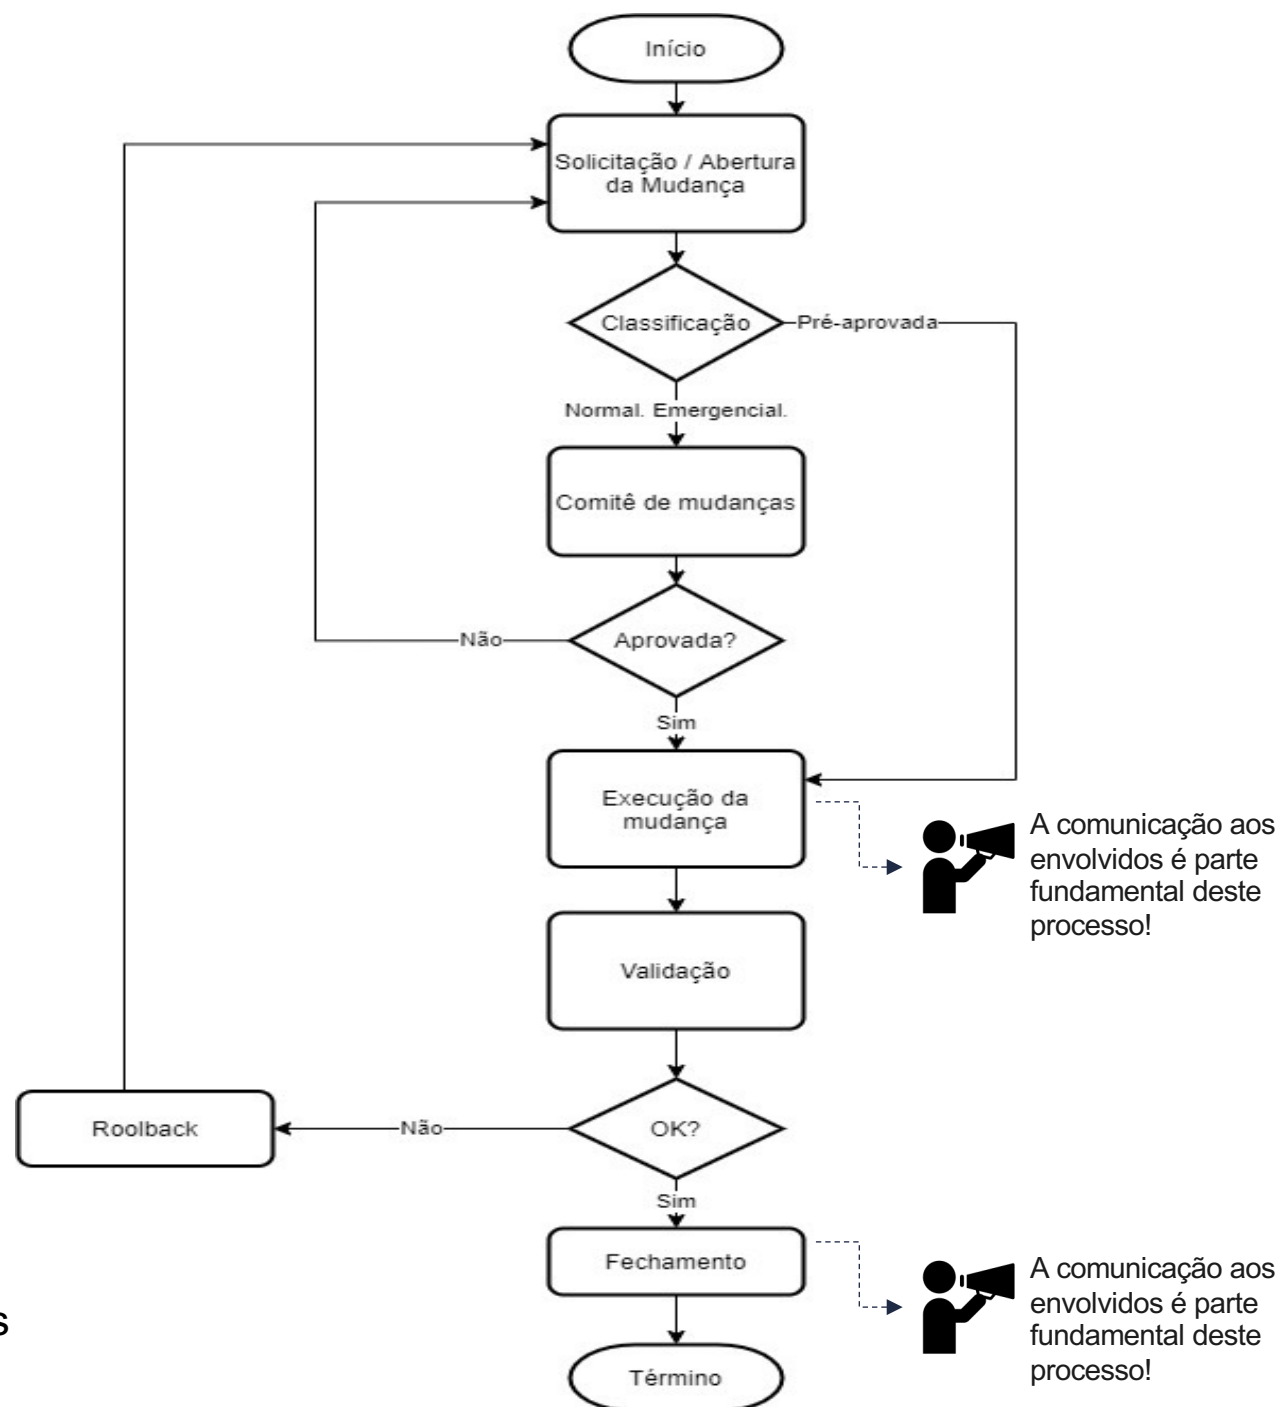 Início
Solicitação / Abertura
da Mudança
Classificação
Pré-aprovada
Normal. Emergencial.
Comitê de mudanças
Aprovada?
Não
Sim
Execução da
mudança
A comunicação aos
envolvidos é parte
fundamental deste
processo!
Validação
OK?
Não
Roolback
Sim
Fechamento
A comunicação aos
envolvidos é parte
fundamental deste
processo!
s
Término